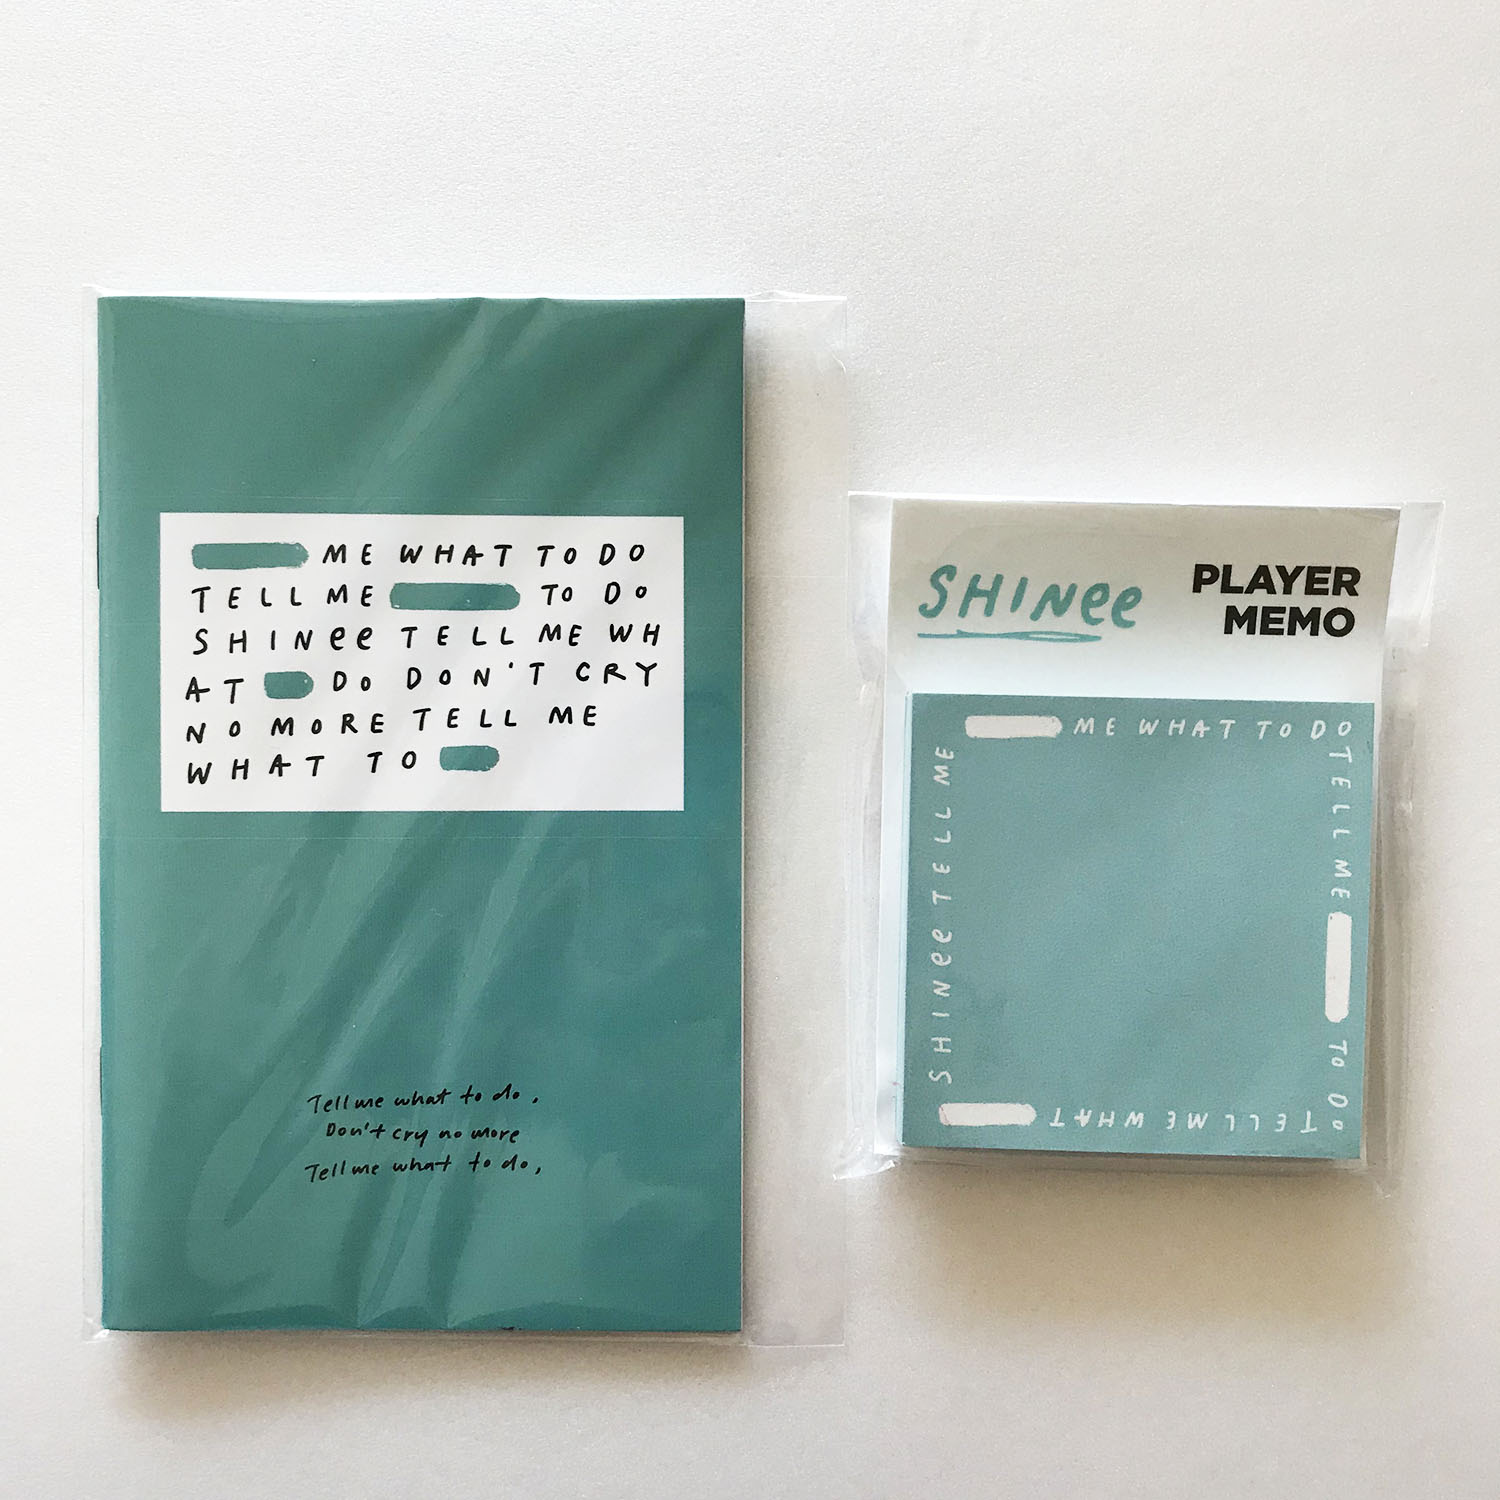 ME WHAT TO DO
TELL ME TO DO
SHINee TELL ME WH
AT DO DON'T CRY
NO MORE TELL ME
WHAT TO
Tell me what to do,
Don't cry no more
Tell me what to do,
SHINee
PLAYER
MEMO
ME WHAT TO DO
TELL ME TO DO
TELL ME WHAT
SHINee TELL ME